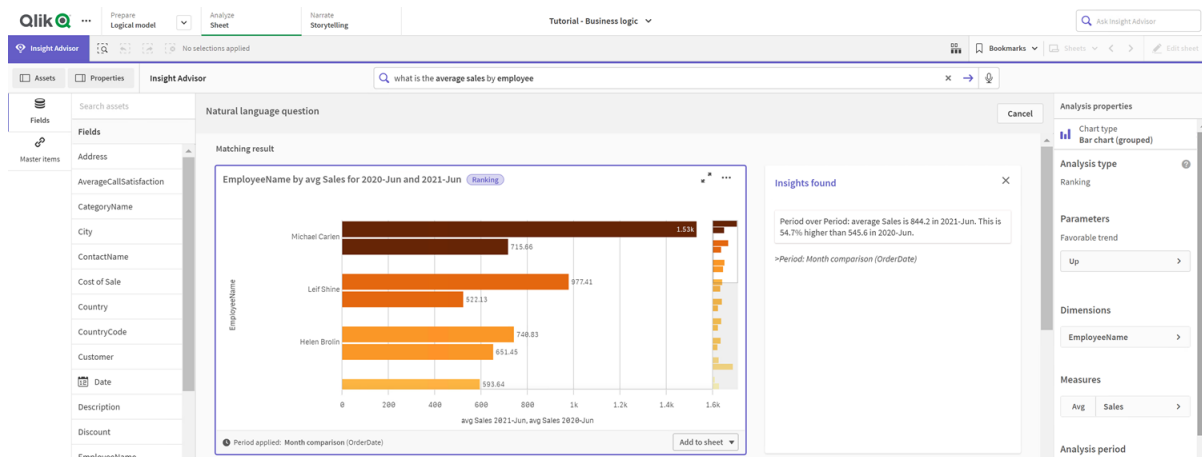 Qlik
Prepare
Logical model
Analyze
Sheet
Narrate
Storytelling
Tutorial - Business logic
Ask Insight Advisor
Insight Advisor
No selections applied
Bookmarks
Sheets
Edit sheet
Assets
Properties
Insight Advisor
what is the average sales by employee
Fields
Master items
Search assets
Fields
Address
AverageCallSatisfaction
CategoryName
City
ContactName
Cost of Sale
Country
CountryCode
Customer
Date
Description
Discount
EmployeeName
Natural language question
Cancel
Matching result
EmployeeName by avg Sales for 2020-Jun and 2021-Jun
Ranking
EmployeeName
Michael Carlen
1.53k
715.66
Leif Shine
977.41
522.13
Helen Brolin
740.83
651.45
593.64
0 200 400 600 800 1k 1.2k 1.4k 1.6k
avg Sales 2021-Jun, avg Sales 2020-Jun
Period applied: Month comparison (OrderDate)
Add to sheet
Insights found
Period over Period: average Sales is 844.2 in 2021-Jun. This is
54.7% higher than 545.6 in 2020-Jun.
>Period: Month comparison (OrderDate)
Analysis properties
Chart type
Bar chart (grouped)
Analysis type
Ranking
Parameters
Favorable trend
Up
Dimensions
EmployeeName
Measures
Avg Sales
Analysis period